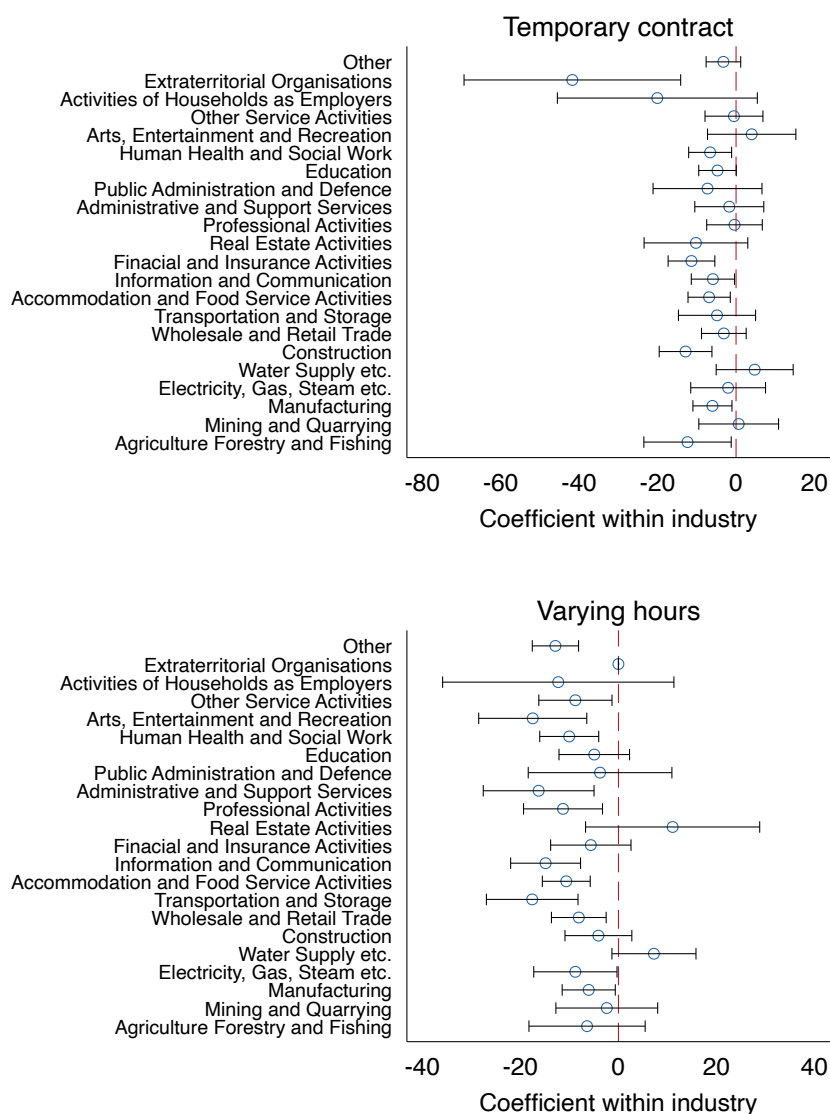 Temporary contract
Other
Extraterritorial Organisations
Activities of Households as Employers
Other Service Activities
Arts, Entertainment and Recreation
Human Health and Social Work
Education
Public Administration and Defence
Administrative and Support Services
Professional Activities
Real Estate Activities
Finacial and Insurance Activities
Information and Communication
Accommodation and Food Service Activities
Transportation and Storage
Wholesale and Retail Trade
Construction
Water Supply etc.
Electricity, Gas, Steam etc.
Manufacturing
Mining and Quarrying
Agriculture Forestry and Fishing
-80 -60 -40 -20 0 20
Coefficient within industry
Varying hours
Other
Extraterritorial Organisations
Activities of Households as Employers
Other Service Activities
Arts, Entertainment and Recreation
Human Health and Social Work
Education
Public Administration and Defence
Administrative and Support Services
Professional Activities
Real Estate Activities
Finacial and Insurance Activities
Information and Communication
Accommodation and Food Service Activities
Transportation and Storage
Wholesale and Retail Trade
Construction
Water Supply etc.
Electricity, Gas, Steam etc.
Manufacturing
Mining and Quarrying
Agriculture Forestry and Fishing
-40 -20 0 20 40
Coefficient within industry